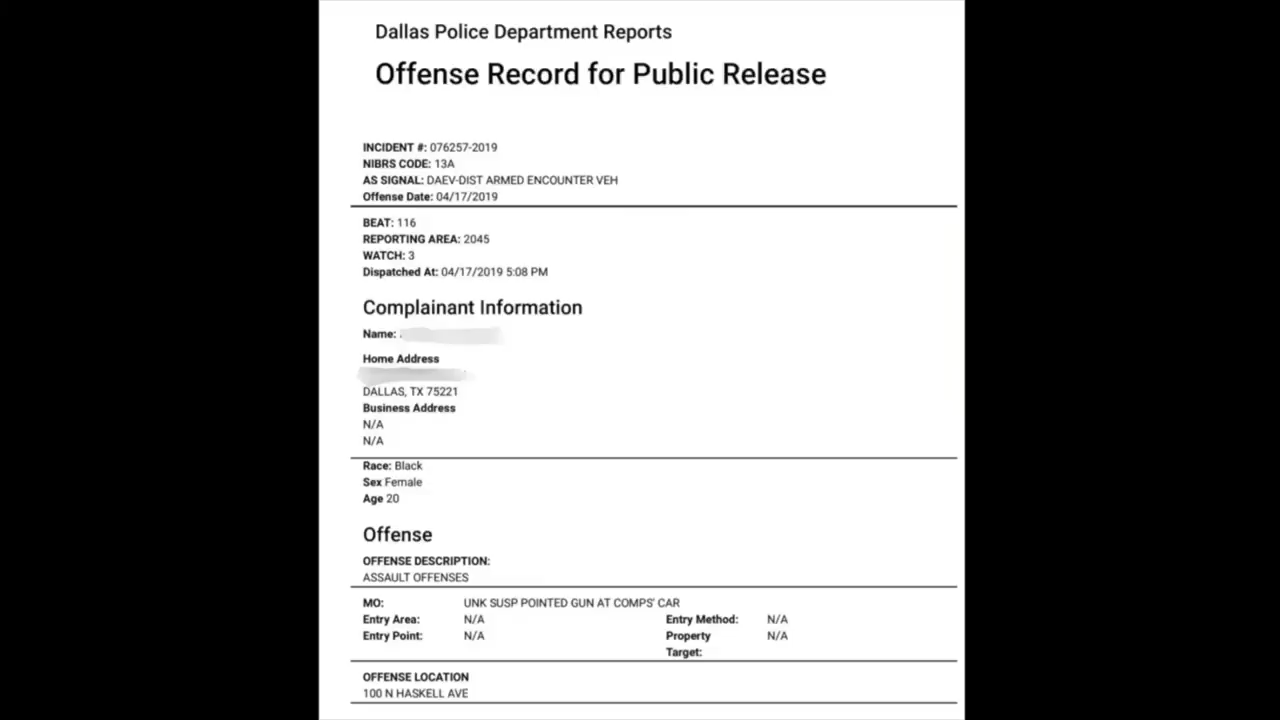 Dallas Police Department Reports
Offense Record for Public Release
INCIDENT #: 076257-2019
NIBRS CODE: 13A
AS SIGNAL: DAEV-DIST ARMED ENCOUNTER VEH
Offense Date: 04/17/2019
BEAT: 116
REPORTING AREA: 2045
WATCH: 3
Dispatched At: 04/17/2019 5:08 PM
Complainant Information
Name:
Home Address
DALLAS, TX 75221
Business Address
N/A
N/A
Race: Black
Sex Female
Age 20
Offense
OFFENSE DESCRIPTION:
ASSAULT OFFENSES
MO: UNK SUSP POINTED GUN AT COMPS' CAR
Entry Area: N/A Entry Method: N/A
Entry Point: N/A Property N/A
Target:
OFFENSE LOCATION
100 N HASKELL AVE